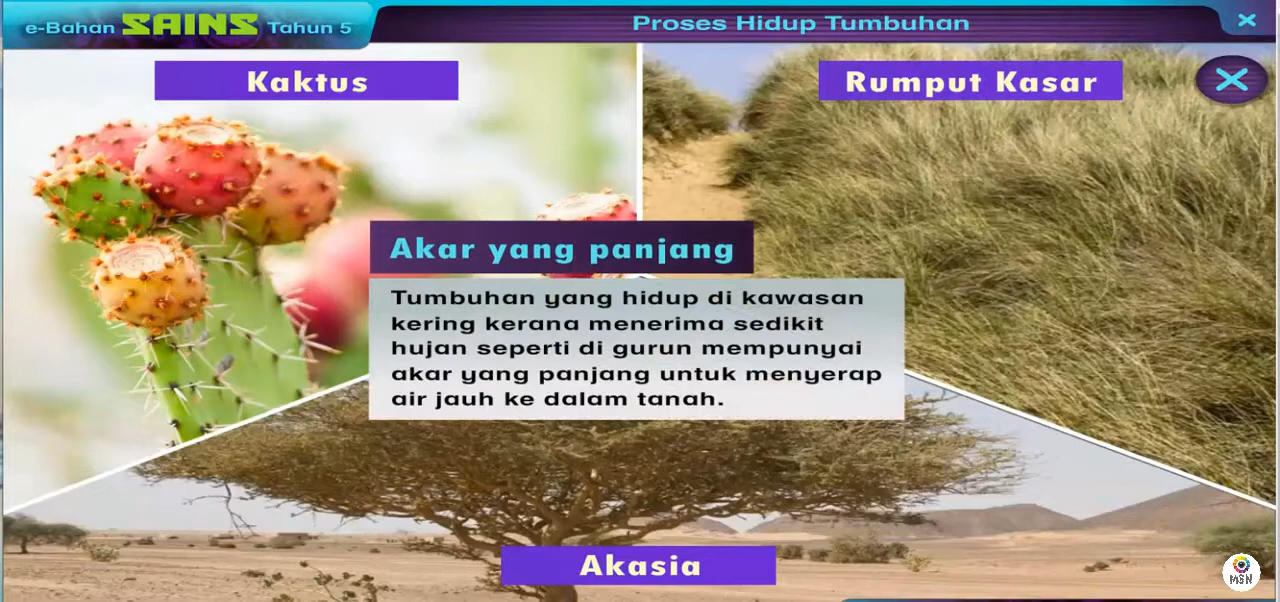 e-Bahan SAINS Tahun 5
Proses Hidup Tumbuhan
Kaktus
Rumput Kasar
Akar yang panjang
Tumbuhan yang hidup di kawasan
kering kerana menerima sedikit
hujan seperti di gurun mempunyai
akar yang panjang untuk menyerap
air jauh ke dalam tanah.
Akasia
MSN